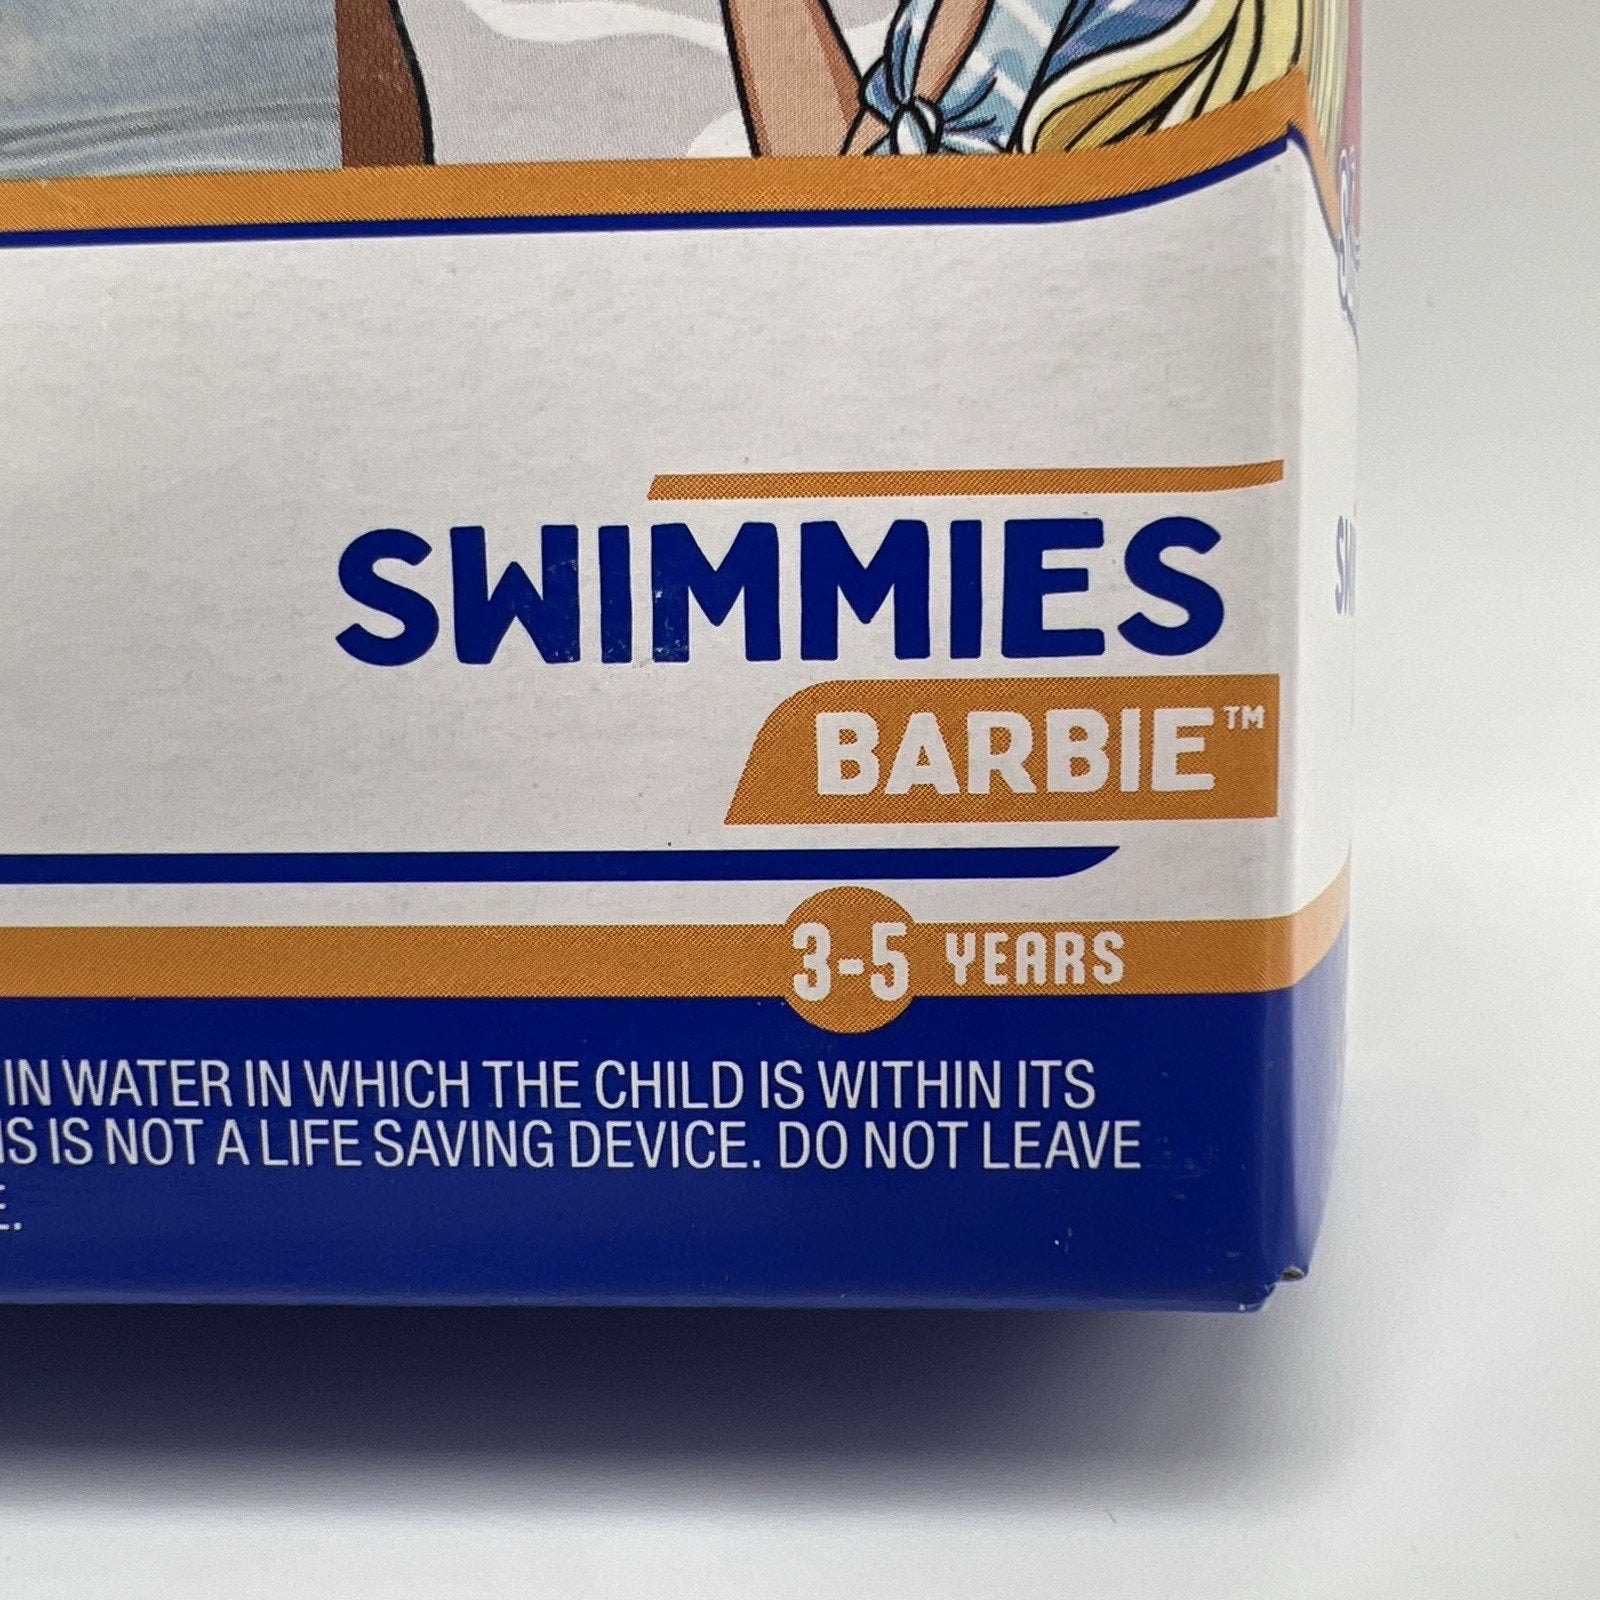 SWIMMIES
BARBIE™
3-5 YEARS
IN WATER IN WHICH THE CHILD IS WITHIN ITS
IS IS NOT A LIFE SAVING DEVICE. DO NOT LEAVE
E.